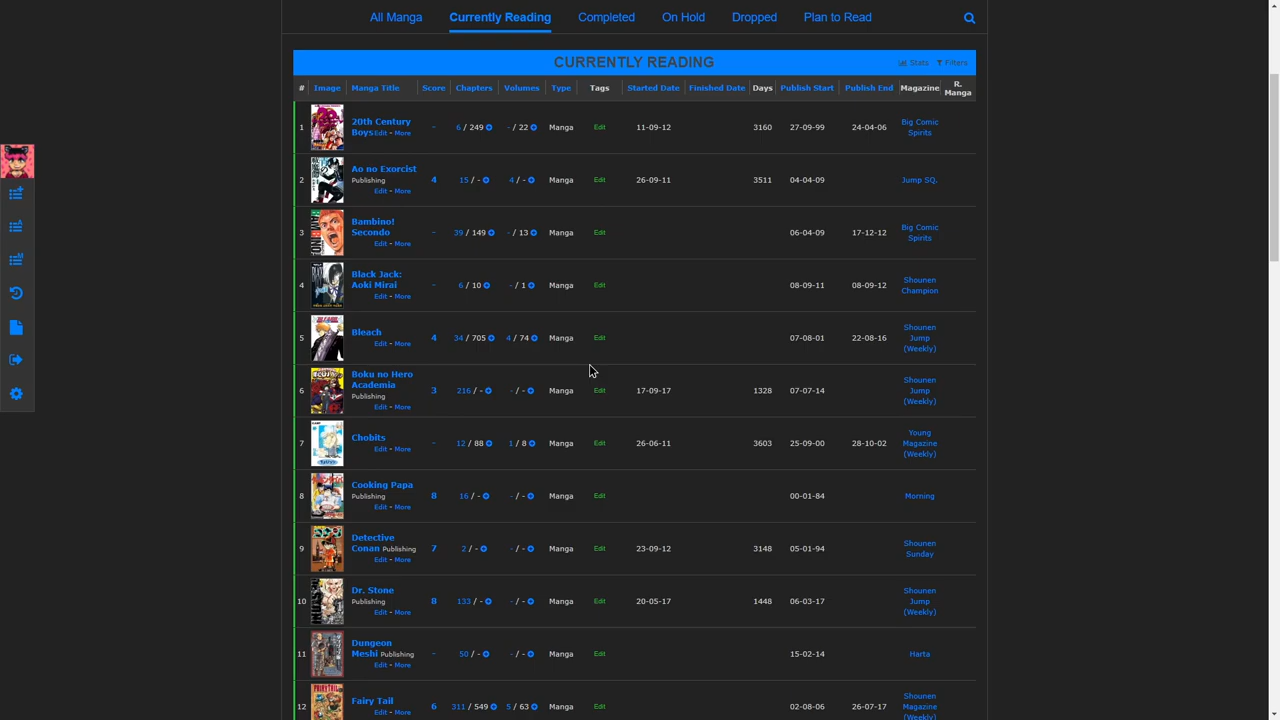 All Manga Currently Reading Completed On Hold Dropped Plan to Read
CURRENTLY READING
Stats Filters
# Image Manga Title Score Chapters Volumes Type Tags Started Date Finished Date Days Publish Start Publish End Magazine R. Manga
1 20th Century Boys Edit - More - 6 / 249 - / 22 Manga Edit 11-09-12 3160 27-09-99 24-04-06 Big Comic Spirits
2 Ao no Exorcist Publishing Edit - More 4 15 / - 4 / - Manga Edit 26-09-11 3511 04-04-09 Jump SQ.
3 Bambino! Secondo Edit - More - 39 / 149 - / 13 Manga Edit 06-04-09 17-12-12 Big Comic Spirits
4 Black Jack: Aoki Mirai Edit - More - 6 / 10 - / 1 Manga Edit 08-09-11 08-09-12 Shounen Champion
5 Bleach Edit - More 4 34 / 705 4 / 74 Manga Edit 07-08-01 22-08-16 Shounen Jump (Weekly)
6 Boku no Hero Academia Publishing Edit - More 3 216 / - - / - Manga Edit 17-09-17 1328 07-07-14 Shounen Jump (Weekly)
7 Chobits Edit - More - 12 / 88 1 / 8 Manga Edit 26-06-11 3603 25-09-00 28-10-02 Young Magazine (Weekly)
8 Cooking Papa Publishing Edit - More 8 16 / - - / - Manga Edit 00-01-84 Morning
9 Detective Conan Publishing Edit - More 7 2 / - - / - Manga Edit 23-09-12 3148 05-01-94 Shounen Sunday
10 Dr. Stone Publishing Edit - More 8 133 / - - / - Manga Edit 20-05-17 1448 06-03-17 Shounen Jump (Weekly)
11 Dungeon Meshi Publishing Edit - More - 50 / - - / - Manga Edit 15-02-14 Harta
12 Fairy Tail Edit - More 6 311 / 549 5 / 63 Manga Edit 02-08-06 26-07-17 Shounen Magazine (Weekly)